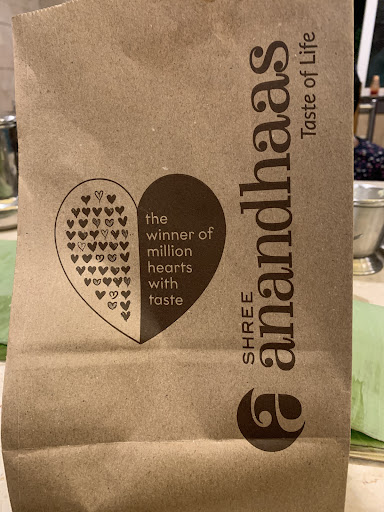 the
winner of
million
hearts
with
taste
SHREE
anandhaas
Taste of Life
a